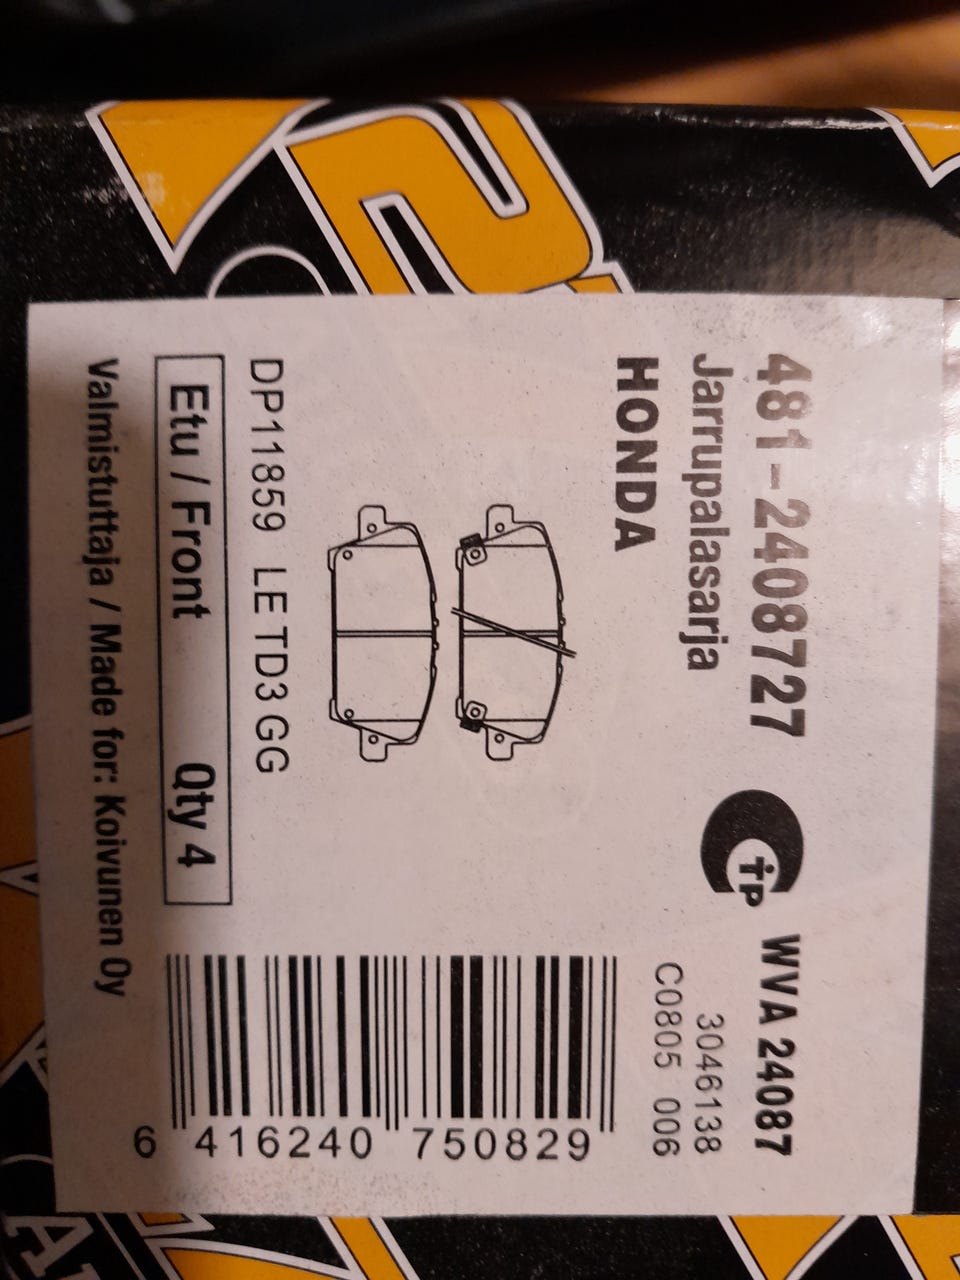 481-2408727
WVA 24087
Jarrupalasarja
3046138
HONDA
C0805 006
TP
DP11859 LE TD3 GG
Etu / Front Qty 4
Valmistuttaja / Made for: Koivunen Oy
6 416240 750829